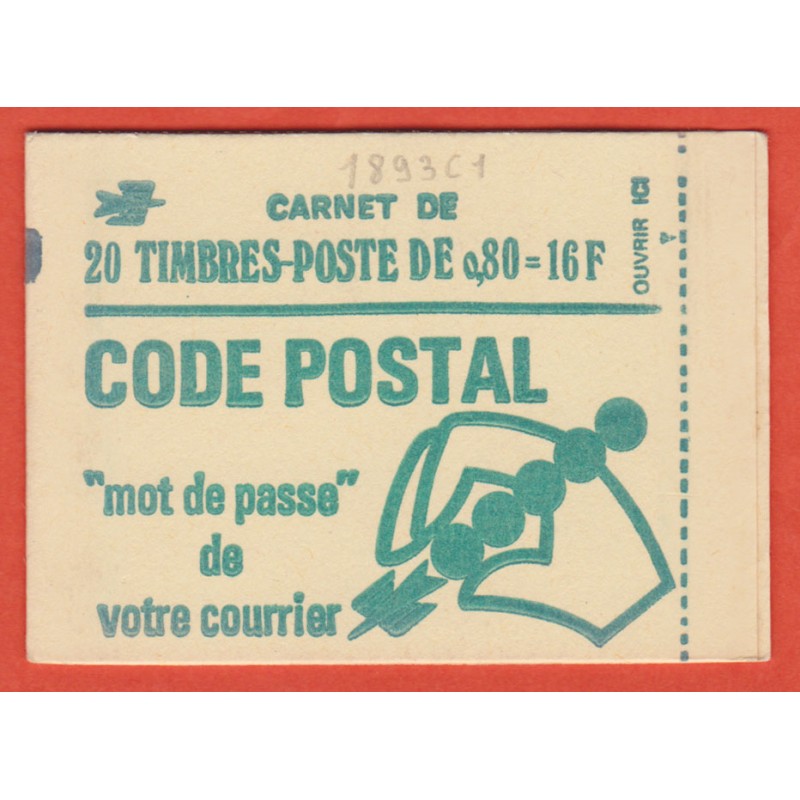 1893C1
CARNET DE
20 TIMBRES-POSTE DE 0,80 = 16 F
CODE POSTAL
"mot de passe"
de
votre courrier
OUVRIR ICI